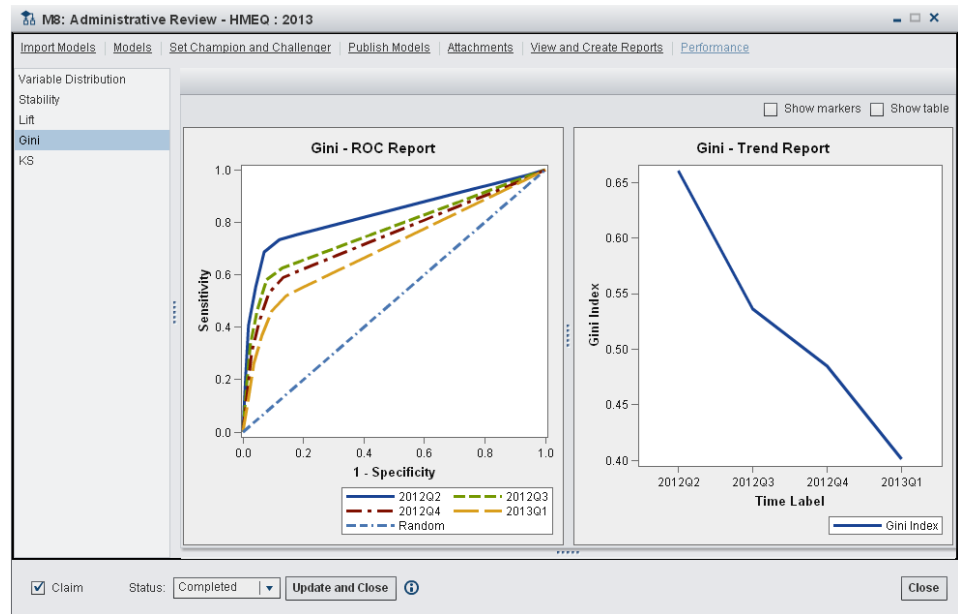 M8: Administrative Review - HMEQ : 2013
Import Models Models Set Champion and Challenger Publish Models Attachments View and Create Reports Performance
Variable Distribution
Stability
Lift
Gini
KS
Show markers Show table
Gini - ROC Report
1.0
0.8
0.6
0.4
0.2
0.0
Sensitivity
0.0 0.2 0.4 0.6 0.8 1.0
1 - Specificity
2012Q2 2012Q3
2012Q4 2013Q1
Random
Gini - Trend Report
0.65
0.60
0.55
0.50
0.45
0.40
Gini Index
2012Q2 2012Q3 2012Q4 2013Q1
Time Label
Gini Index
Claim Status: Completed Update and Close Close